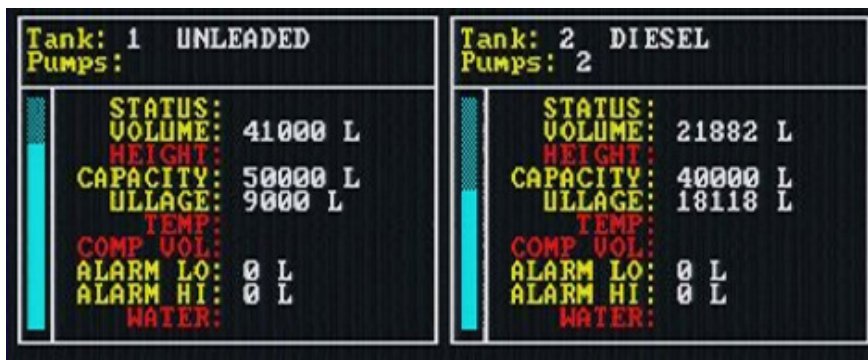 Tank: 1 UNLEADED
Pumps:
STATUS:
VOLUME: 41000 L
HEIGHT:
CAPACITY: 50000 L
ULLAGE: 9000 L
TEMP:
COMP VOL:
ALARM LO: 0 L
ALARM HI: 0 L
WATER:
Tank: 2 DIESEL
Pumps: 2
STATUS:
VOLUME: 21882 L
HEIGHT:
CAPACITY: 40000 L
ULLAGE: 18118 L
TEMP:
COMP VOL:
ALARM LO: 0 L
ALARM HI: 0 L
WATER: